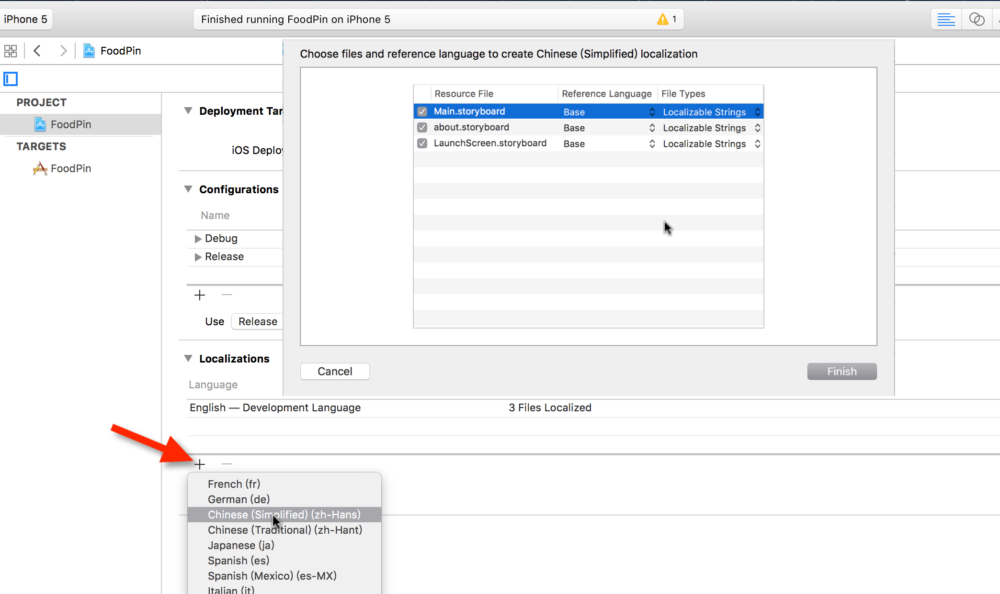 iPhone 5
Finished running FoodPin on iPhone 5
1
FoodPin
Choose files and reference language to create Chinese (Simplified) localization
Resource File Reference Language File Types
Main.storyboard Base Localizable Strings
about.storyboard Base Localizable Strings
LaunchScreen.storyboard Base Localizable Strings
Cancel Finish
PROJECT
FoodPin
TARGETS
FoodPin
Deployment Tar
iOS Deploy
Configurations
Name
Debug
Release
Use Release
Localizations
Language
English — Development Language 3 Files Localized
French (fr)
German (de)
Chinese (Simplified) (zh-Hans)
Chinese (Traditional) (zh-Hant)
Japanese (ja)
Spanish (es)
Spanish (Mexico) (es-MX)
Italian (it)